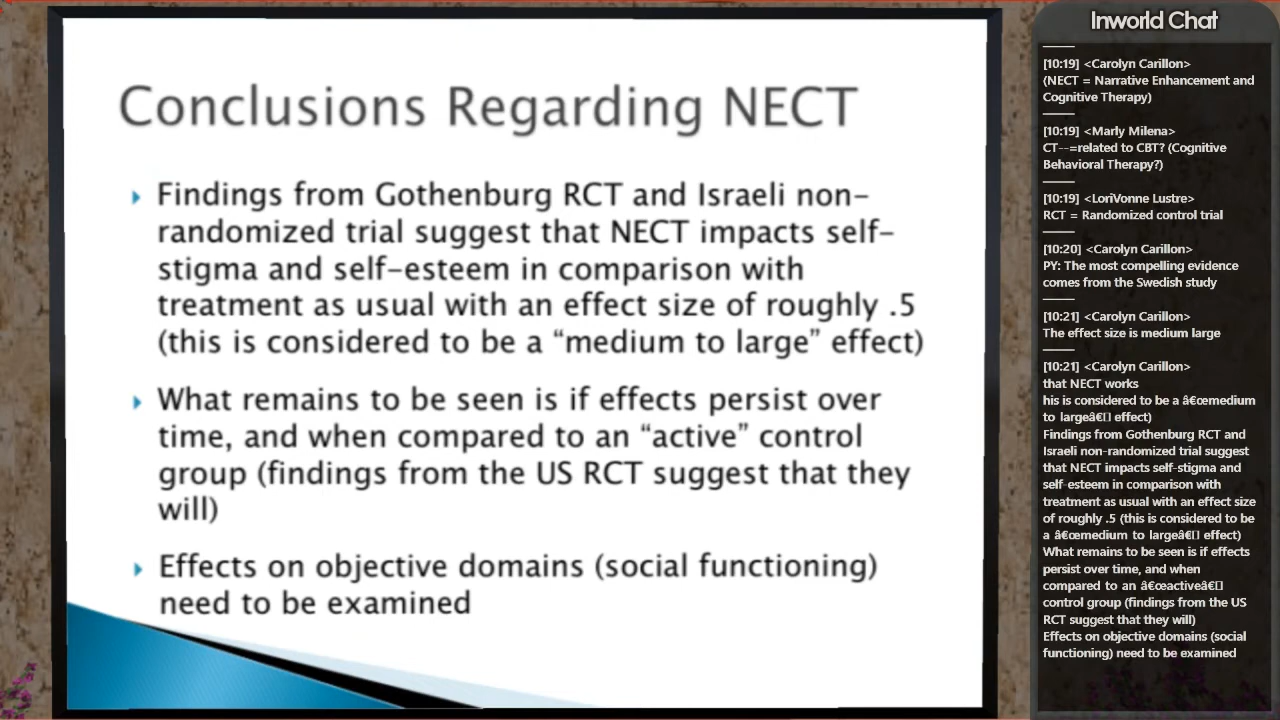 Conclusions Regarding NECT
Findings from Gothenburg RCT and Israeli non-
randomized trial suggest that NECT impacts self-
stigma and self-esteem in comparison with
treatment as usual with an effect size of roughly .5
(this is considered to be a “medium to large” effect)
What remains to be seen is if effects persist over
time, and when compared to an “active” control
group (findings from the US RCT suggest that they
will)
Effects on objective domains (social functioning)
need to be examined
Inworld Chat
[10:19] <Carolyn Carillon>
(NECT = Narrative Enhancement and
Cognitive Therapy)
[10:19] <Marly Milena>
CT--=related to CBT? (Cognitive
Behavioral Therapy?)
[10:19] <LoriVonne Lustre>
RCT = Randomized control trial
[10:20] <Carolyn Carillon>
PY: The most compelling evidence
comes from the Swedish study
[10:21] <Carolyn Carillon>
The effect size is medium large
[10:21] <Carolyn Carillon>
that NECT works
his is considered to be a â€œmedium
to largeâ€▯ effect)
Findings from Gothenburg RCT and
Israeli non-randomized trial suggest
that NECT impacts self-stigma and
self-esteem in comparison with
treatment as usual with an effect size
of roughly .5 (this is considered to be
a â€œmedium to largeâ€▯ effect)
What remains to be seen is if effects
persist over time, and when
compared to an â€œactiveâ€▯
control group (findings from the US
RCT suggest that they will)
Effects on objective domains (social
functioning) need to be examined